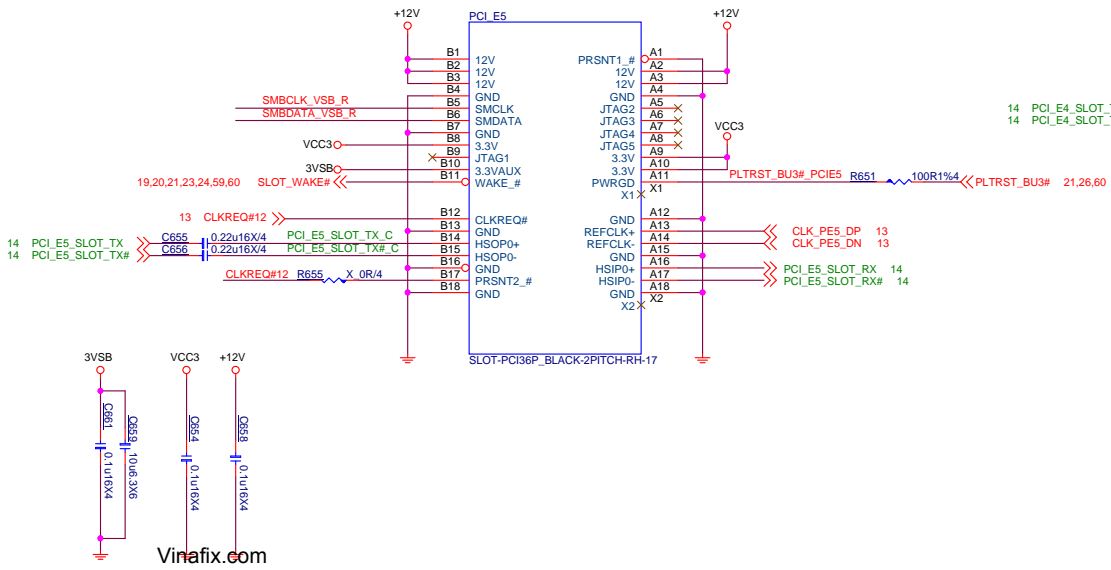 PCI_E5
+12V
+12V
B1 12V PRSNT1_# A1
B2 12V 12V A2
B3 12V 12V A3
B4 GND GND A4
SMBCLK_VSB_R B5 SMCLK JTAG2 A5
SMBDATA_VSB_R B6 SMDATA JTAG3 A6
B7 GND JTAG4 A7
VCC3 B8 3.3V JTAG5 A8
VCC3
B9 JTAG1 3.3V A9
3VSB B10 3.3VAUX 3.3V A10
19,20,21,23,24,59,60 SLOT_WAKE# B11 WAKE_# PWRGD A11 PLTRST_BU3#_PCIE5 R651 100R1%4 PLTRST_BU3# 21,26,60
X1 X1
13 CLKREQ#12 B12 CLKREQ# GND A12
B13 GND REFCLK+ A13 CLK_PE5_DP 13
14 PCI_E5_SLOT_TX C655 0.22u16X/4 PCI_E5_SLOT_TX_C B14 HSOP0+ REFCLK- A14 CLK_PE5_DN 13
14 PCI_E5_SLOT_TX# C656 0.22u16X/4 PCI_E5_SLOT_TX#_C B15 HSOP0- GND A15
B16 GND HSIP0+ A16 PCI_E5_SLOT_RX 14
CLKREQ#12 R655 X_0R/4 B17 PRSNT2_# HSIP0- A17 PCI_E5_SLOT_RX# 14
B18 GND GND A18
X2 X2
SLOT-PCI36P_BLACK-2PITCH-RH-17
14 PCI_E4_SLOT_
14 PCI_E4_SLOT_
3VSB
VCC3
+12V
C661 0.1u16X4
C659 10u6.3X6
C654 0.1u16X4
C658 0.1u16X4
Vinafix.com